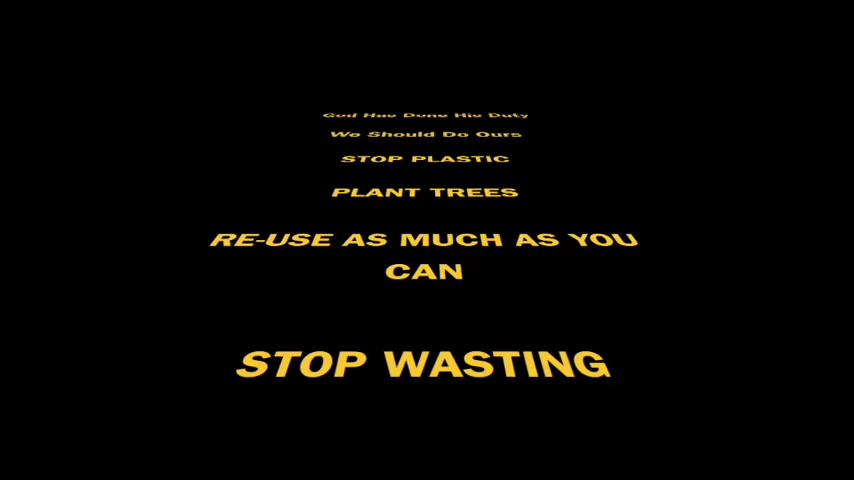 God Has Done His Duty
We Should Do Ours
STOP PLASTIC
PLANT TREES
RE-USE AS MUCH AS YOU
CAN
STOP WASTING